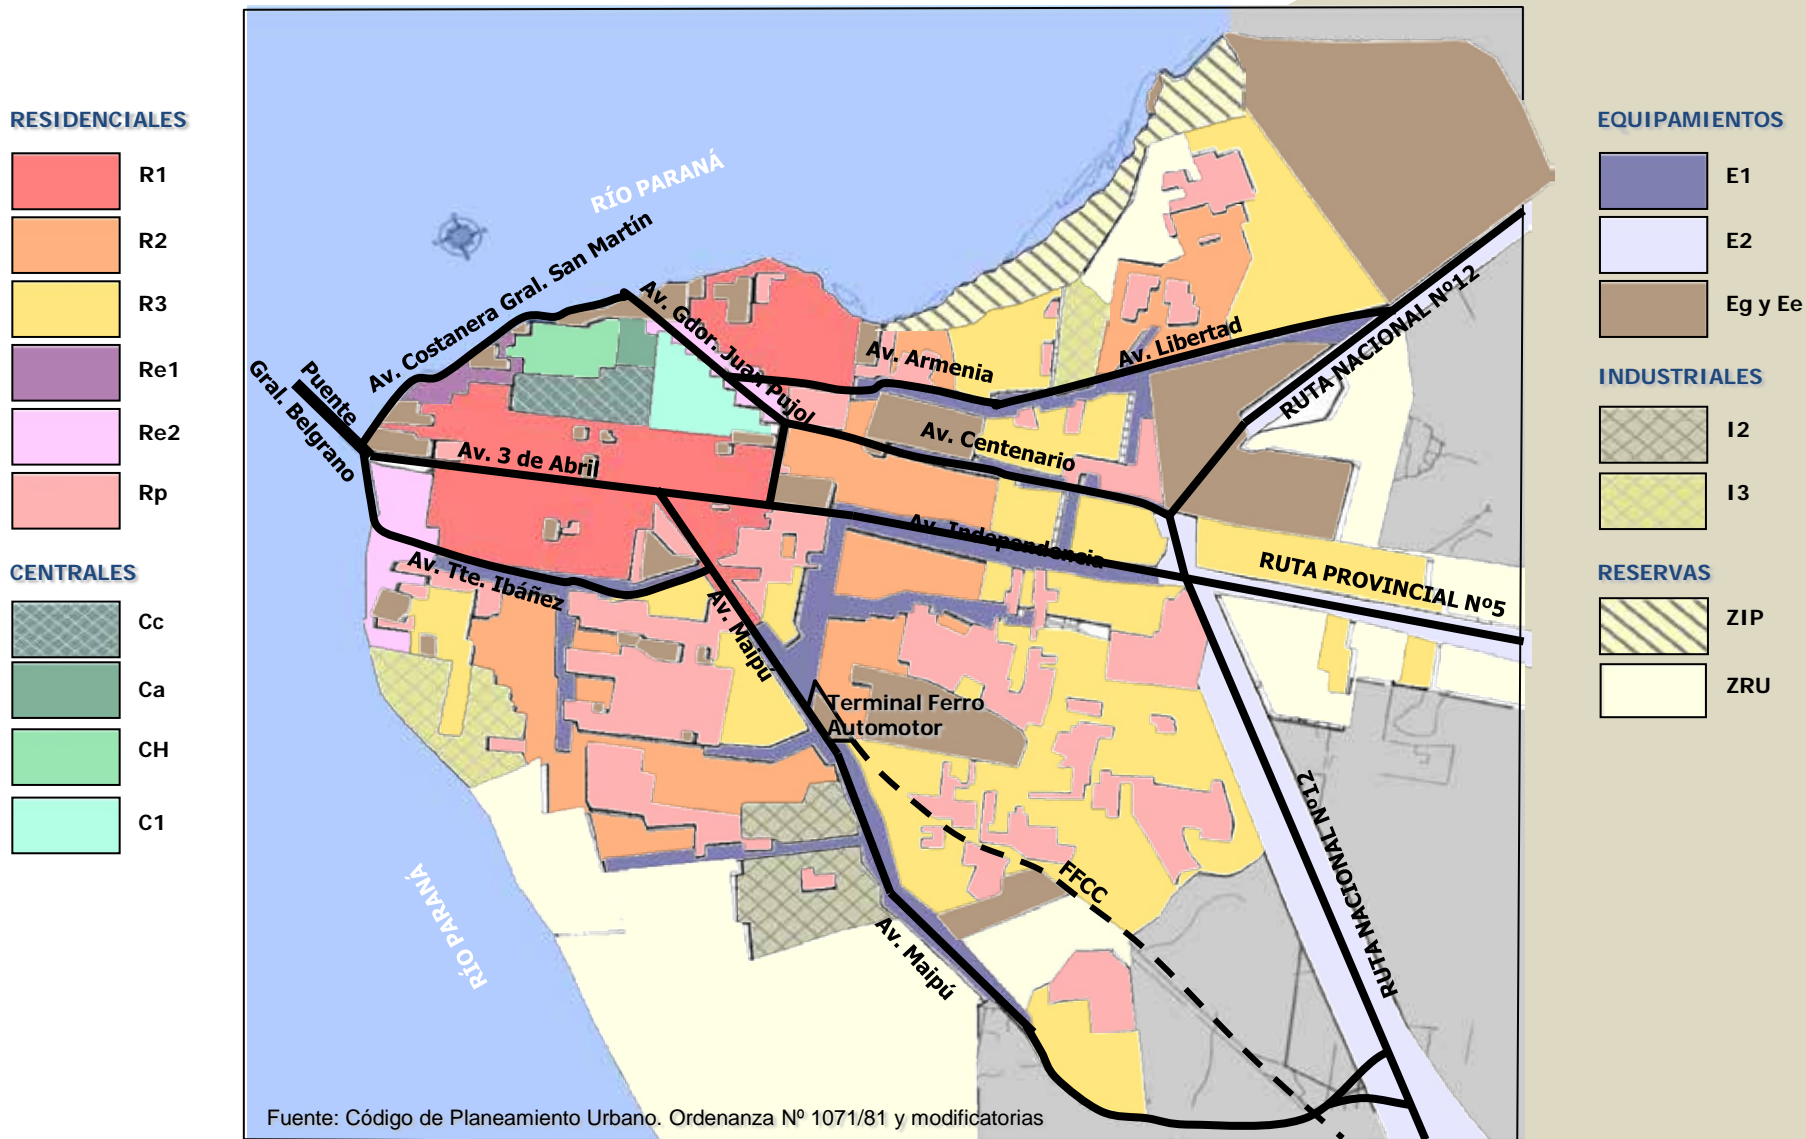 RESIDENCIALES
R1
R2
R3
Re1
Re2
Rp
CENTRALES
Cc
Ca
CH
C1
RÍO PARANÁ
Av. Costanera Gral. San Martín
Av. Gdor. Juan Pujol
Puente
Gral. Belgrano
Av. 3 de Abril
Av. Armenia
Av. Libertad
Av. Centenario
Av. Independencia
RUTA NACIONAL Nº12
RUTA PROVINCIAL Nº5
Av. Tte. Ibáñez
Av. Maipú
Terminal Ferro
Automotor
FFCC
RUTA NACIONAL Nº12
Av. Maipú
RÍO PARANÁ
Fuente: Código de Planeamiento Urbano. Ordenanza Nº 1071/81 y modificatorias
EQUIPAMIENTOS
E1
E2
Eg y Ee
INDUSTRIALES
I2
I3
RESERVAS
ZIP
ZRU